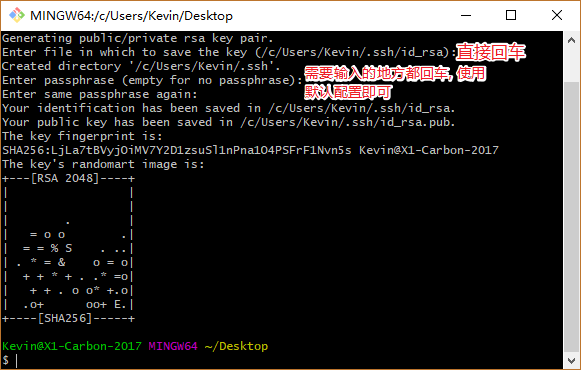 MINGW64:/c/Users/Kevin/Desktop
Generating public/private rsa key pair.
Enter file in which to save the key (/c/Users/Kevin/.ssh/id_rsa): 直接回车
Created directory '/c/Users/Kevin/.ssh'.
需要输入的地方都回车, 使用
Enter passphrase (empty for no passphrase):
默认配置即可
Enter same passphrase again:
Your identification has been saved in /c/Users/Kevin/.ssh/id_rsa.
Your public key has been saved in /c/Users/Kevin/.ssh/id_rsa.pub.
The key fingerprint is:
SHA256:LjLa7tBVyjOiMV7Y2D1zsuSl1nPna1O4PSFrF1Nvn5s Kevin@X1-Carbon-2017
The key's randomart image is:
+---[RSA 2048]----+
|                 |
|                 |
|        .        |
|   = o o        .|
|  = = % S    . ..|
| . * = &    o = o|
|  + + * + . .* =o|
|   + + . o o* +.o|
|  .o+      oo+ E.|
+----[SHA256]-----+
Kevin@X1-Carbon-2017 MINGW64 ~/Desktop
$